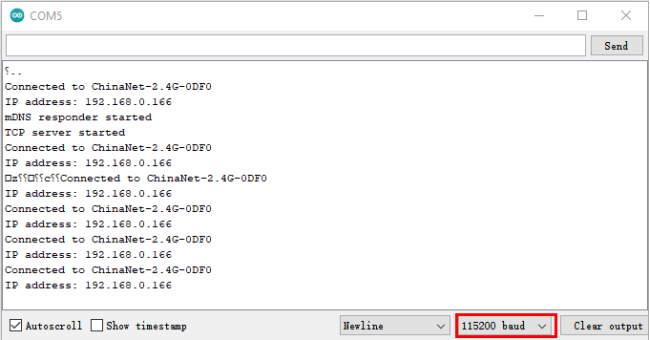 COM5
Send
⸮..
Connected to ChinaNet-2.4G-0DF0
IP address: 192.168.0.166
mDNS responder started
TCP server started
Connected to ChinaNet-2.4G-0DF0
IP address: 192.168.0.166
□z⸮⸮□⸮⸮c⸮⸮Connected to ChinaNet-2.4G-0DF0
IP address: 192.168.0.166
Connected to ChinaNet-2.4G-0DF0
IP address: 192.168.0.166
Connected to ChinaNet-2.4G-0DF0
IP address: 192.168.0.166
Connected to ChinaNet-2.4G-0DF0
IP address: 192.168.0.166
Autoscroll Show timestamp Newline 115200 baud Clear output